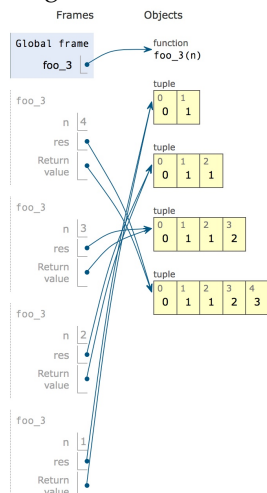 Frames Objects
Global frame
foo_3
function
foo_3(n)
foo_3
n 4
res
Return
value
foo_3
n 3
res
Return
value
foo_3
n 2
res
Return
value
foo_3
n 1
res
Return
value
tuple
0 1
0 1
tuple
0 1 2
0 1 1
tuple
0 1 2 3
0 1 1 2
tuple
0 1 2 3 4
0 1 1 2 3